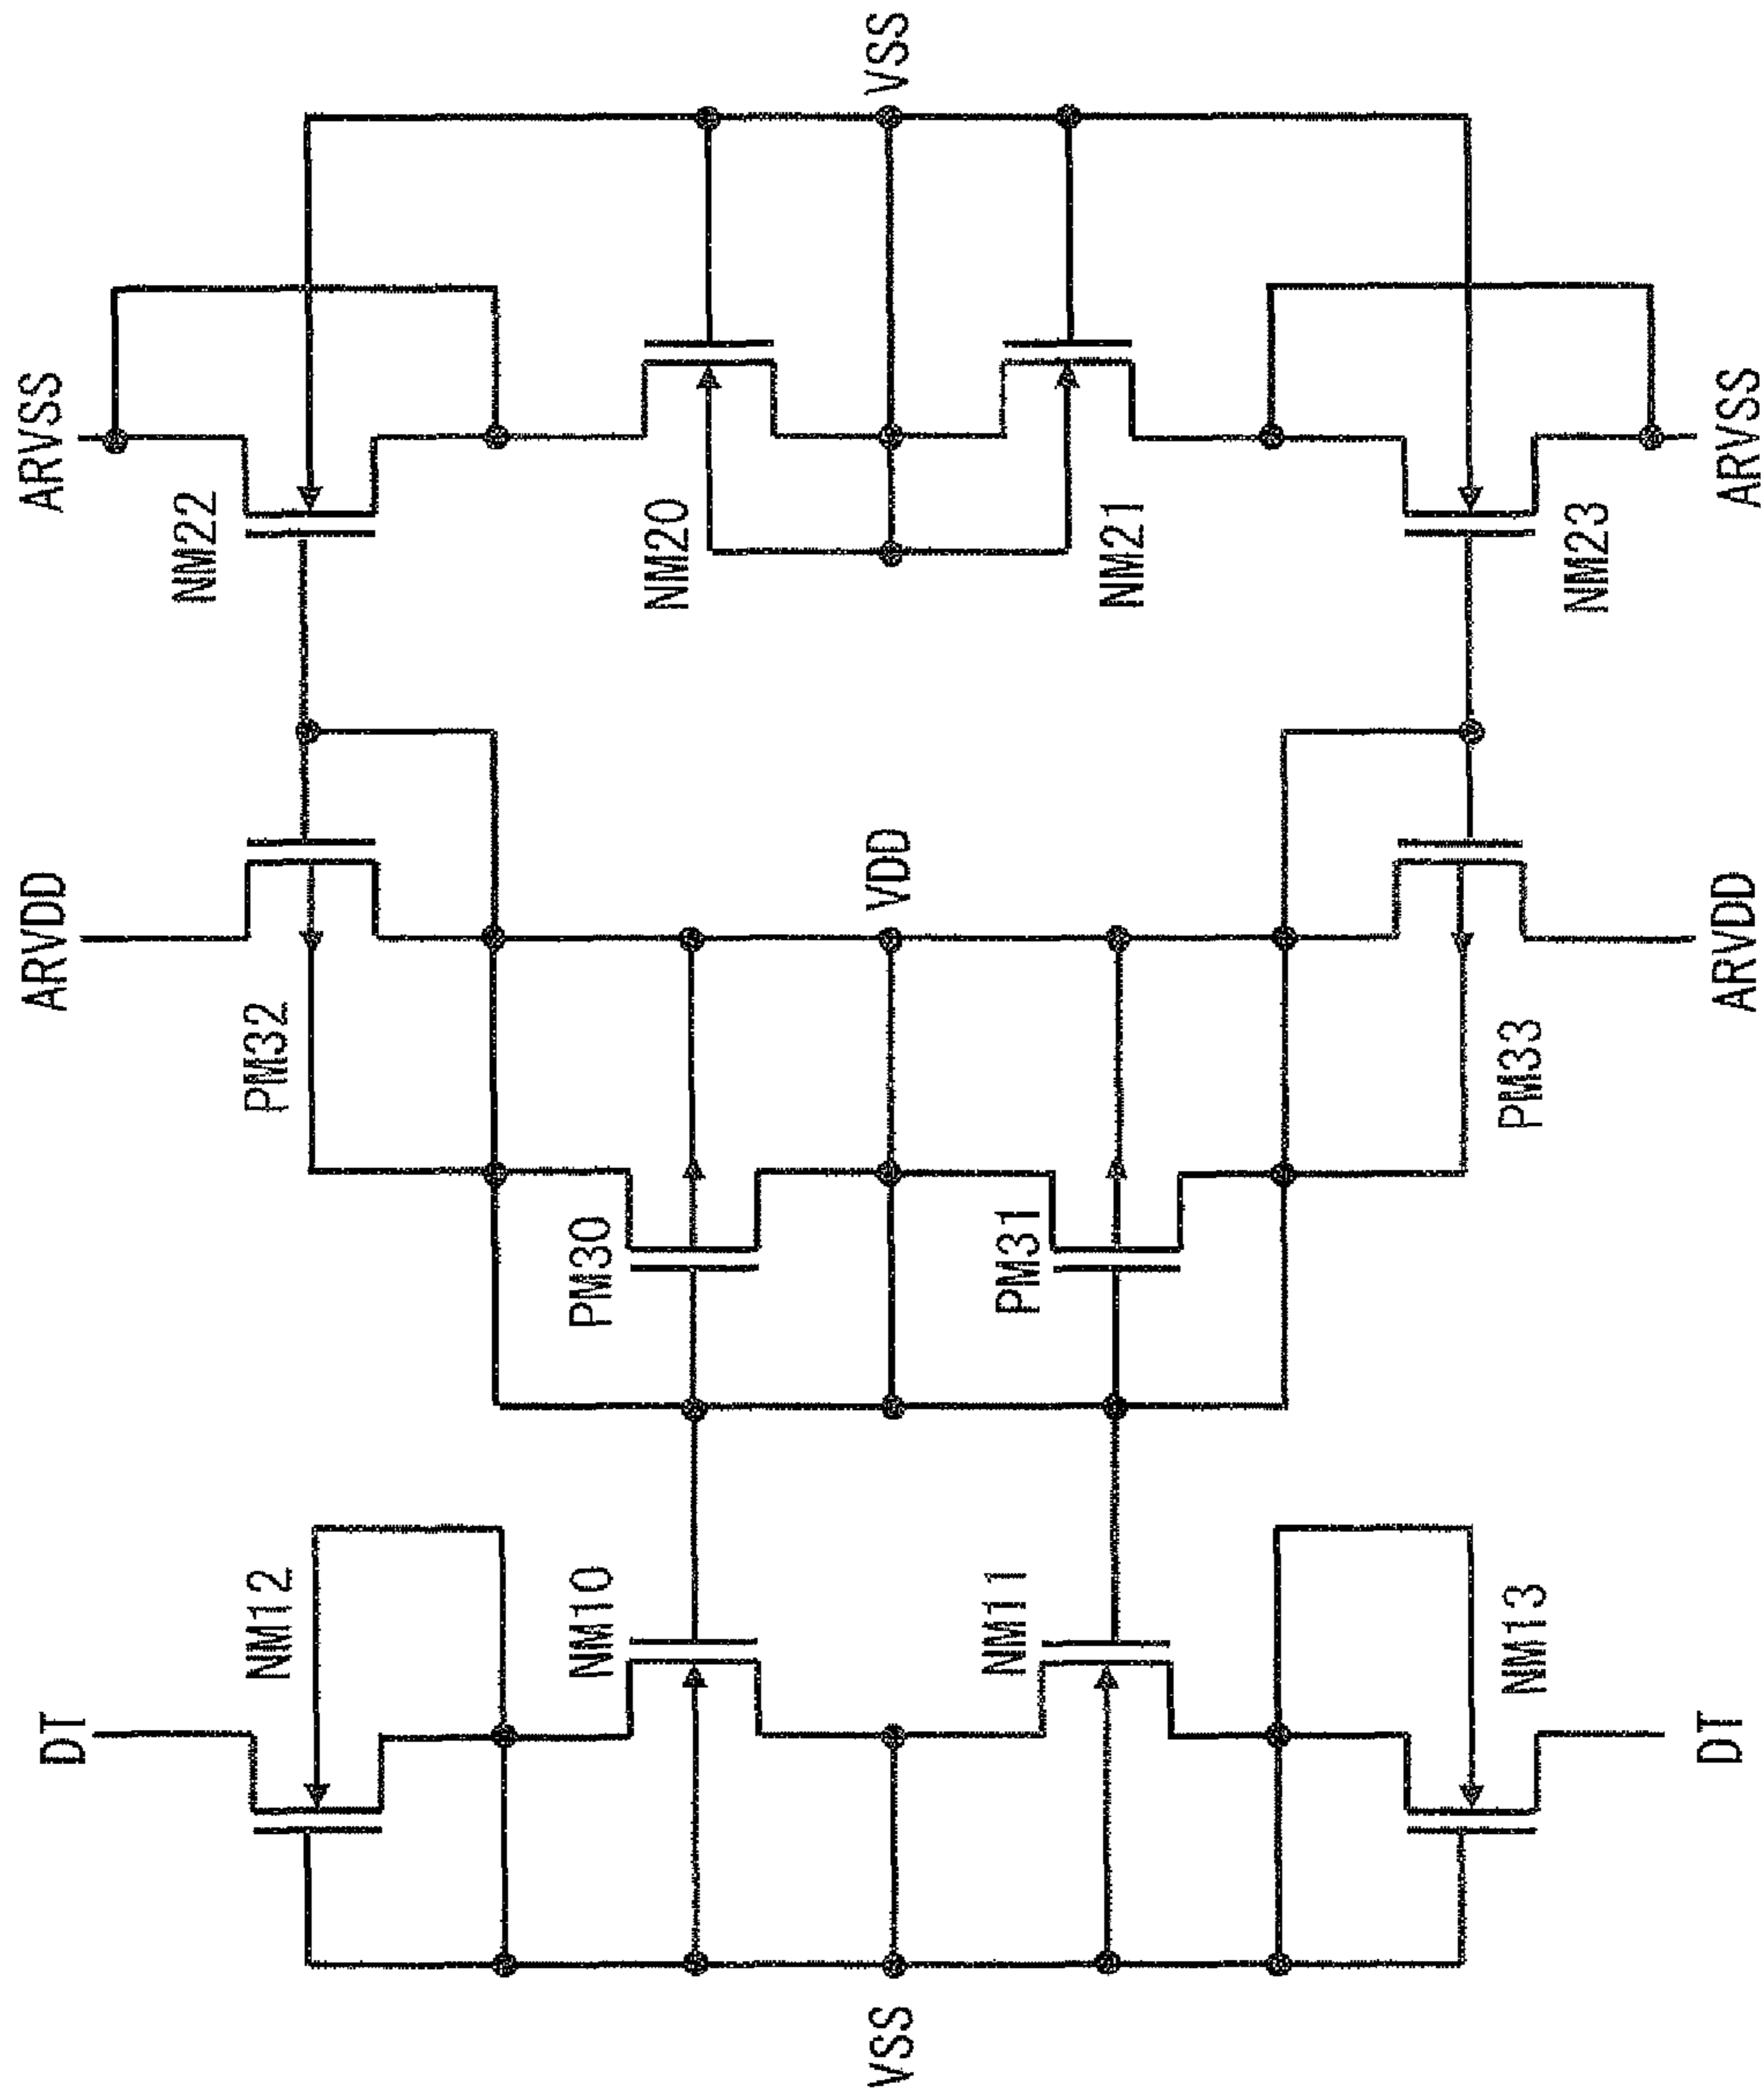 ARVSS
NM22
NM20
VSS
NM21
NM23
ARVSS
ARVDD
PM32
VDD
PM33
ARVDD
PM30
PM31
DT
NM12
NM10
NM11
NM13
DT
VSS